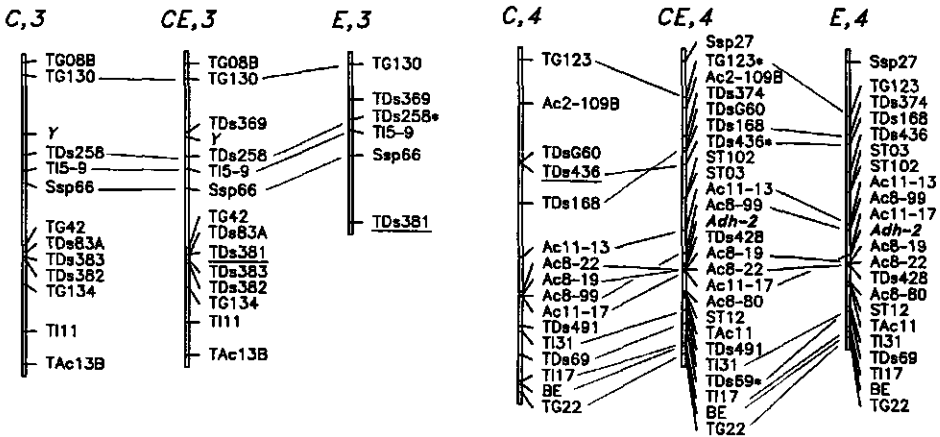 C,3
TG08B
TG130
Y
TDs258
TI5-9
Ssp66
TG42
TDs83A
TDs383
TDs382
TG134
TI11
TAc13B
CE,3
TG08B
TG130
TDs369
Y
TDs258
TI5-9
Ssp66
TG42
TDs83A
TDs381
TDs383
TDs382
TG134
TI11
TAc13B
E,3
TG130
TDs369
TDs258*
TI5-9
Ssp66
TDs381
C,4
TG123
Ac2-109B
TDsG60
TDs436
TDs168
Ac11-13
Ac8-22
Ac8-19
Ac8-99
Ac11-17
TDs491
TI31
TDs69
TI17
BE
TG22
CE,4
Ssp27
TG123*
Ac2-109B
TDs374
TDsG60
TDs168
TDs436*
ST102
ST03
Ac11-13
Ac8-99
Adh-2
TDs428
Ac8-19
Ac8-22
Ac11-17
Ac8-80
ST12
TAc11
TDs491
TI31
TDs69*
TI17
BE
TG22
E,4
Ssp27
TG123
TDs374
TDs168
TDs436
ST03
ST102
Ac11-13
Ac8-99
Ac11-17
Adh-2
Ac8-19
Ac8-22
TDs428
Ac8-80
ST12
TAc11
TI31
TDs69
TI17
BE
TG22